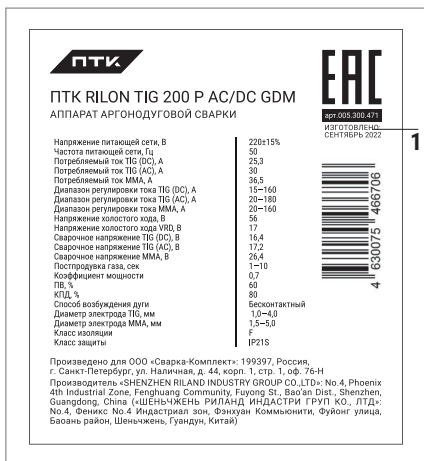 ПТК
ПТК RILON TIG 200 P AC/DC GDM
АППАРАТ АРГОНОДУГОВОЙ СВАРКИ
EAC
арт.005.300.471
ИЗГОТОВЛЕНО:
СЕНТЯБРЬ 2022
1
Напряжение питающей сети, В 220±15%
Частота питающей сети, Гц 50
Потребляемый ток TIG (DC), А 25,3
Потребляемый ток TIG (AC), А 30
Потребляемый ток ММА, А 36,5
Диапазон регулировки тока TIG (DC), А 15–160
Диапазон регулировки тока TIG (AC), А 20–180
Диапазон регулировки тока ММА, А 20–160
Напряжение холостого хода, В 56
Напряжение холостого хода VRD, В 17
Сварочное напряжение TIG (DC), В 16,4
Сварочное напряжение TIG (AC), В 17,2
Сварочное напряжение ММА, В 26,4
Постпродувка газа, сек 1–10
Коэффициент мощности 0,7
ПВ, % 60
КПД, % 80
Способ возбуждения дуги Бесконтактный
Диаметр электрода TIG, мм 1,0–4,0
Диаметр электрода ММА, мм 1,5–5,0
Класс изоляции F
Класс защиты IP21S
4 630075 466706
Произведено для ООО «Сварка-Комплект»: 199397, Россия,
г. Санкт-Петербург, ул. Наличная, д. 44, корп. 1, стр. 1, оф. 76-Н
Производитель «SHENZHEN RILAND INDUSTRY GROUP CO.,LTD»: No.4, Phoenix
4th Industrial Zone, Fenghuang Community, Fuyong St., Bao'an Dist., Shenzhen,
Guangdong, China («ШЕНЬЧЖЕНЬ РИЛАНД ИНДАСТРИ ГРУП КО., ЛТД»:
No.4, Феникс No.4 Индастриал зон, Фэнхуан Коммьюнити, Фуйонг улица,
Баоань район, Шеньчжень, Гуандун, Китай)